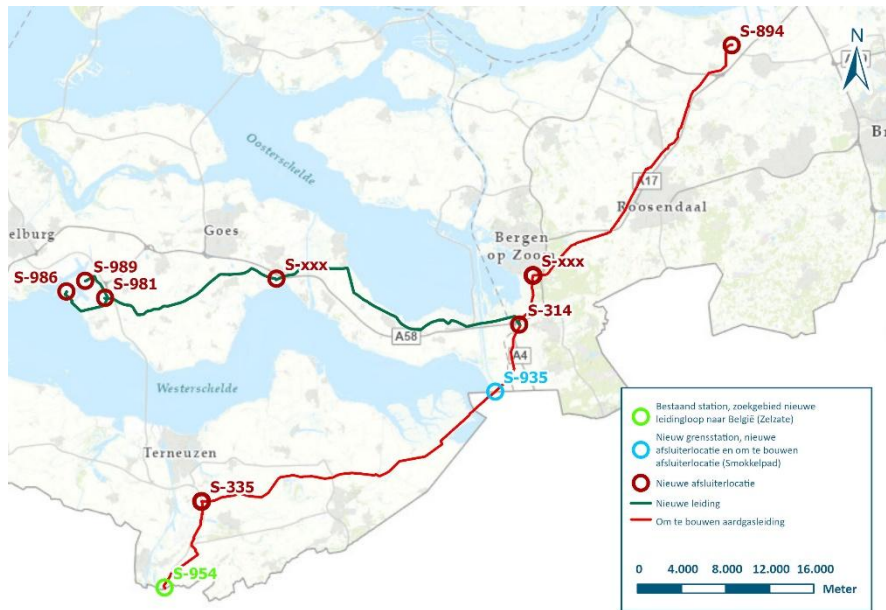 S-894
N
A17
Roosendaal
Oosterschelde
Bergen
op Zoom
Goes
elburg
S-xxx
S-989
S-xxx
S-986
S-981
S-314
A58
A4
S-935
Westerschelde
Terneuzen
S-335
S-954
Bestaand station, zoekgebied nieuwe
leidingloop naar België (Zelzate)
Nieuw grensstation, nieuwe
afsluiterlocatie en om te bouwen
afsluiterlocatie (Smokkelpad)
Nieuwe afsluiterlocatie
Nieuwe leiding
Om te bouwen aardgasleiding
0 4.000 8.000 12.000 16.000
Meter